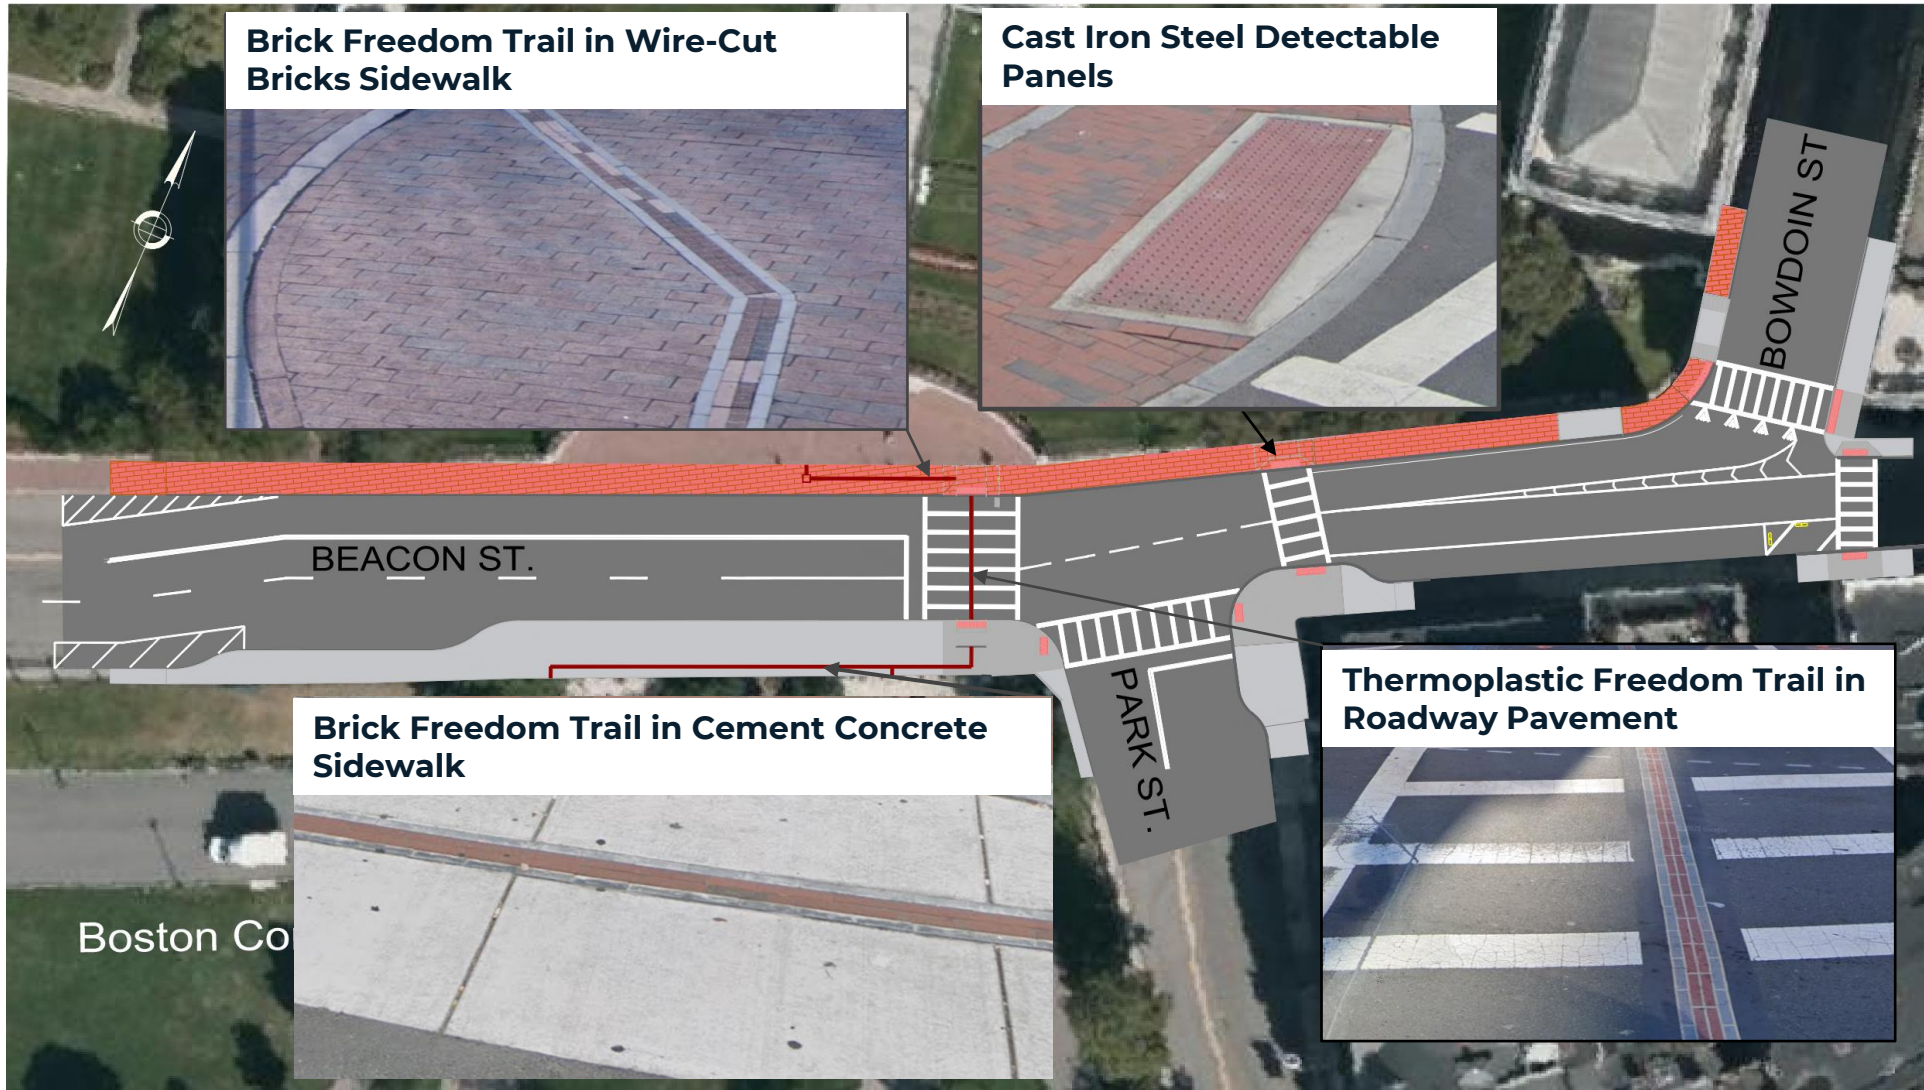 Brick Freedom Trail in Wire-Cut
Bricks Sidewalk
Cast Iron Steel Detectable
Panels
BOWDOIN ST
BEACON ST.
PARK ST.
Thermoplastic Freedom Trail in
Roadway Pavement
Brick Freedom Trail in Cement Concrete
Sidewalk
Boston Co